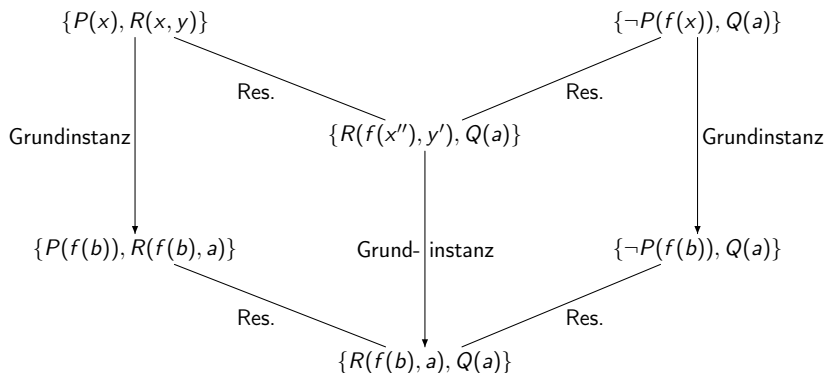 {P(x), R(x, y)}
{¬P(f(x)), Q(a)}
Res.
Res.
{R(f(x′′), y′), Q(a)}
Grundinstanz
Grundinstanz
{P(f(b)), R(f(b), a)}
Grund- instanz
{¬P(f(b)), Q(a)}
Res.
Res.
{R(f(b), a), Q(a)}